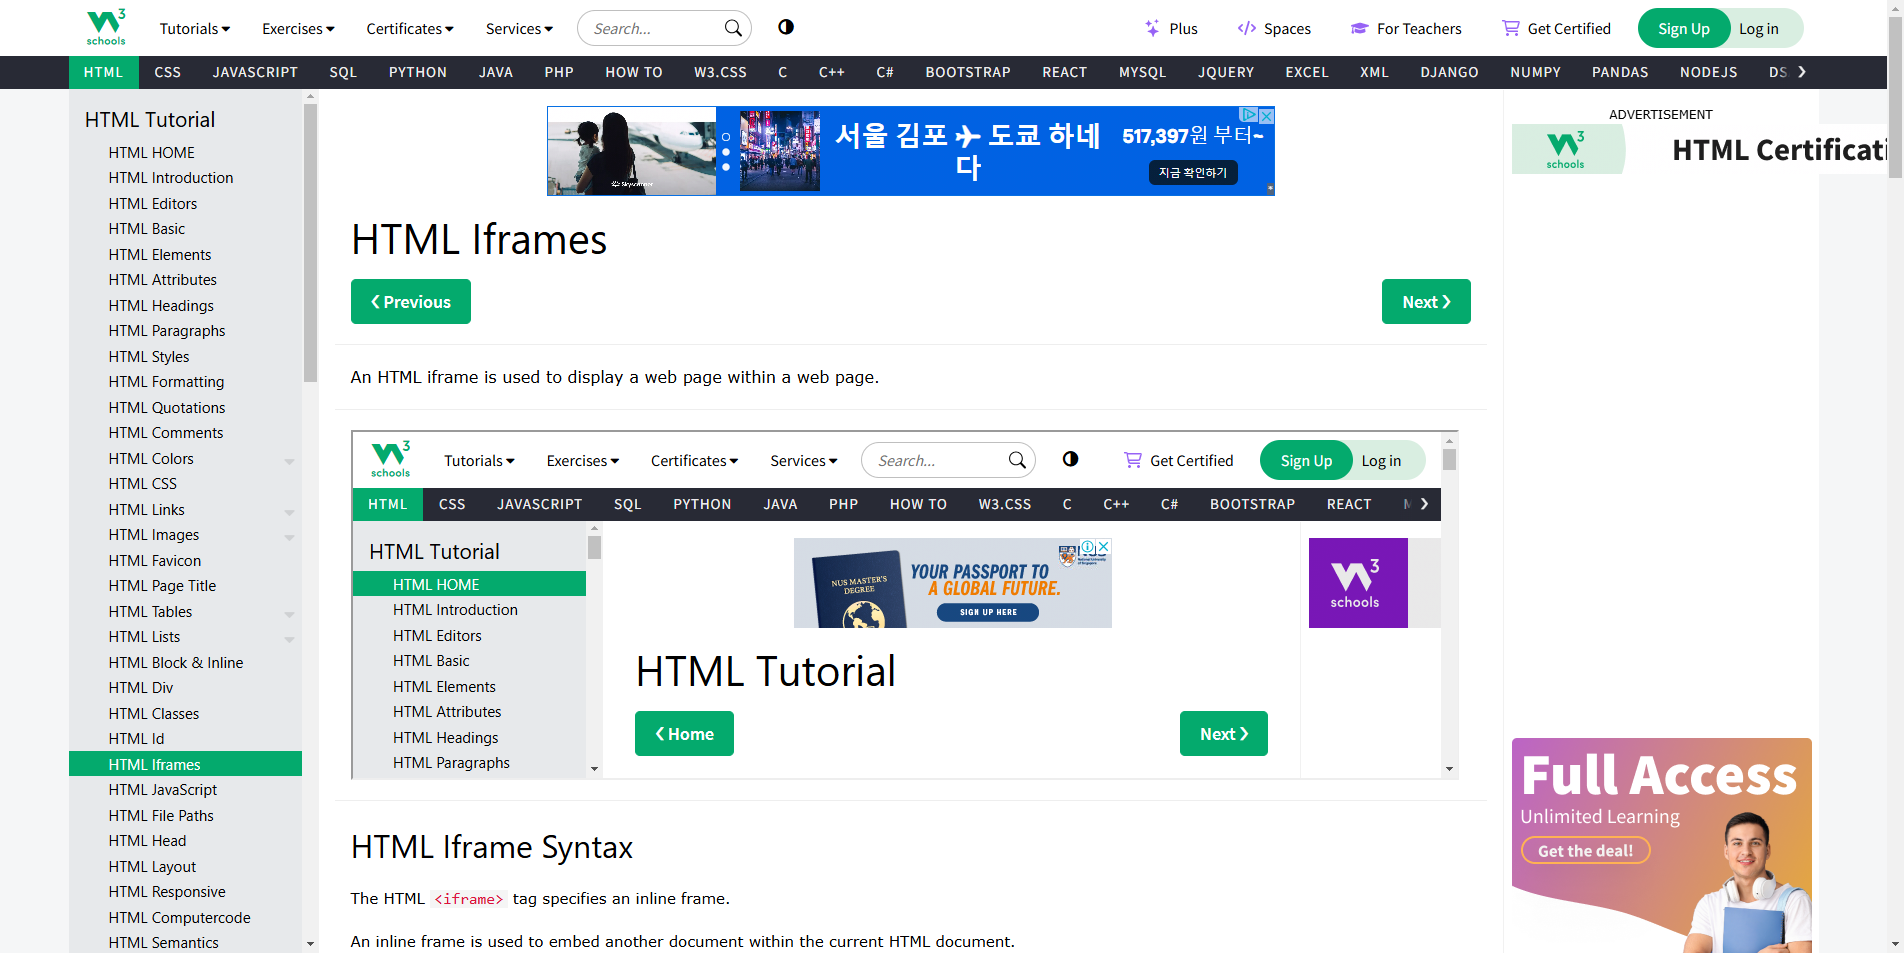 3
schools
Tutorials
Exercises
Certificates
Services
Search...
Plus
Spaces
For Teachers
Get Certified
Sign Up
Log in
HTML CSS JAVASCRIPT SQL PYTHON JAVA PHP HOW TO W3.CSS C C++ C# BOOTSTRAP REACT MYSQL JQUERY EXCEL XML DJANGO NUMPY PANDAS NODEJS
HTML Tutorial
HTML HOME
HTML Introduction
HTML Editors
HTML Basic
HTML Elements
HTML Attributes
HTML Headings
HTML Paragraphs
HTML Styles
HTML Formatting
HTML Quotations
HTML Comments
HTML Colors
HTML CSS
HTML Links
HTML Images
HTML Favicon
HTML Page Title
HTML Tables
HTML Lists
HTML Block & Inline
HTML Div
HTML Classes
HTML Id
HTML Iframes
HTML JavaScript
HTML File Paths
HTML Head
HTML Layout
HTML Responsive
HTML Computercode
HTML Semantics
Skyscanner
서울 김포 ✈ 도쿄 하네
다
517,397원 부터~
지금 확인하기
HTML Iframes
❮ Previous
Next ❯
An HTML iframe is used to display a web page within a web page.
3
schools
Tutorials
Exercises
Certificates
Services
Search...
Get Certified
Sign Up
Log in
HTML CSS JAVASCRIPT SQL PYTHON JAVA PHP HOW TO W3.CSS C C++ C# BOOTSTRAP REACT
HTML Tutorial
HTML HOME
HTML Introduction
HTML Editors
HTML Basic
HTML Elements
HTML Attributes
HTML Headings
HTML Paragraphs
NUS MASTER'S
DEGREE
YOUR PASSPORT TO
A GLOBAL FUTURE.
SIGN UP HERE
NUS
3
schools
HTML Tutorial
❮ Home
Next ❯
HTML Iframe Syntax
The HTML <iframe> tag specifies an inline frame.
An inline frame is used to embed another document within the current HTML document.
ADVERTISEMENT
3
schools
HTML Certificati
Full Access
Unlimited Learning
Get the deal!